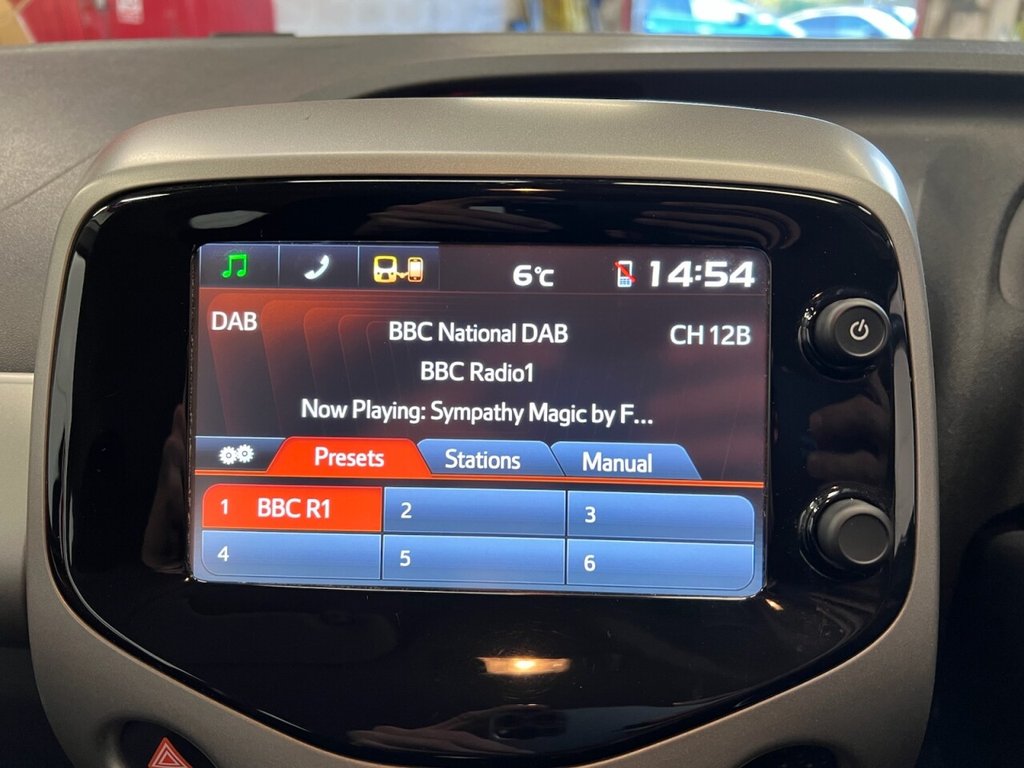 6°C 14:54
DAB BBC National DAB CH 12B
BBC Radio1
Now Playing: Sympathy Magic by F...
Presets Stations Manual
1 BBC R1 2 3
4 5 6